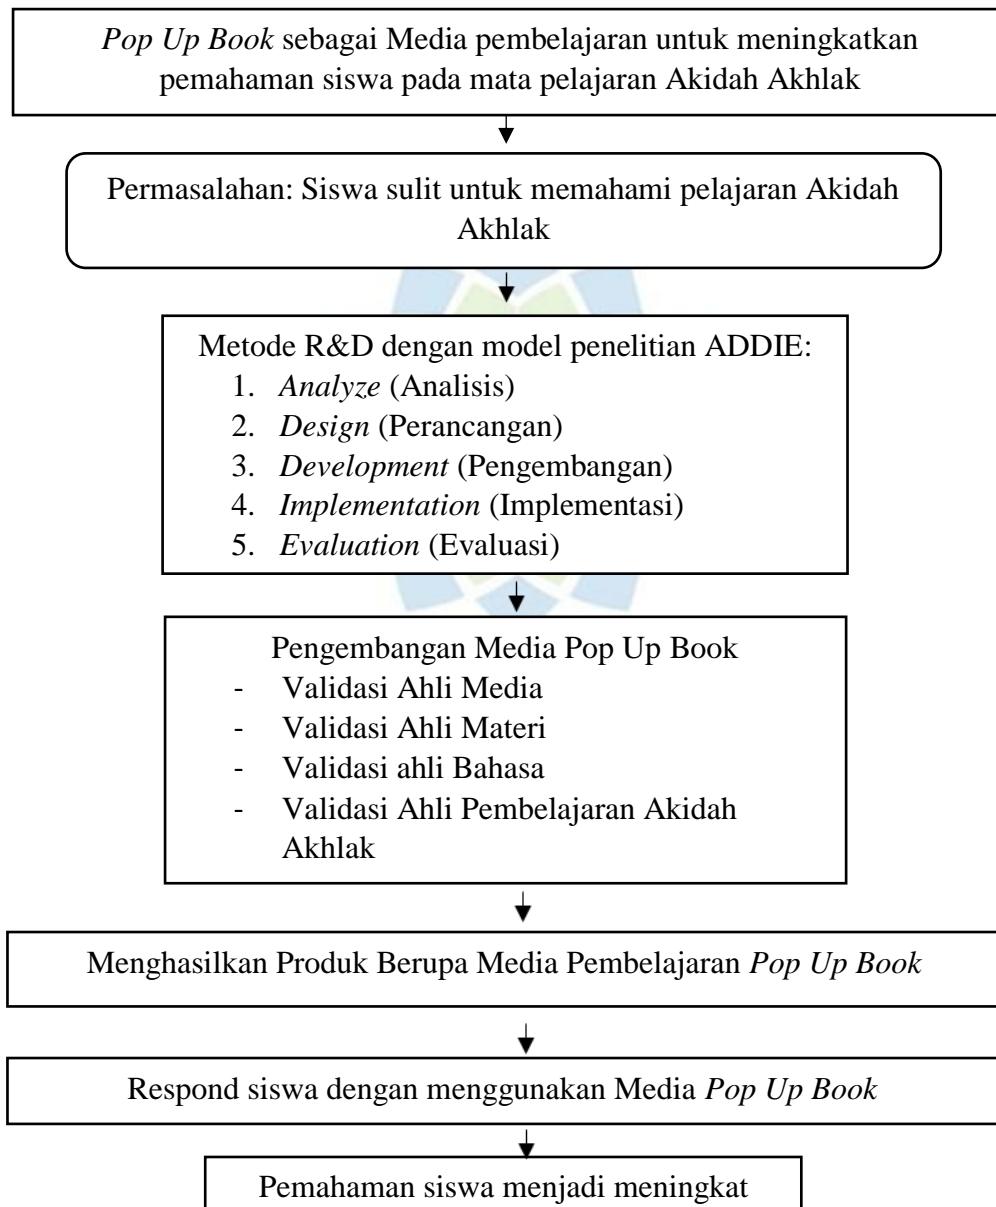 Pop Up Book sebagai Media pembelajaran untuk meningkatkan
pemahaman siswa pada mata pelajaran Akidah Akhlak
Permasalahan: Siswa sulit untuk memahami pelajaran Akidah
Akhlak
Metode R&D dengan model penelitian ADDIE:
1. Analyze (Analisis)
2. Design (Perancangan)
3. Development (Pengembangan)
4. Implementation (Implementasi)
5. Evaluation (Evaluasi)
Pengembangan Media Pop Up Book
- Validasi Ahli Media
- Validasi Ahli Materi
- Validasi ahli Bahasa
- Validasi Ahli Pembelajaran Akidah
Akhlak
Menghasilkan Produk Berupa Media Pembelajaran Pop Up Book
Respond siswa dengan menggunakan Media Pop Up Book
Pemahaman siswa menjadi meningkat